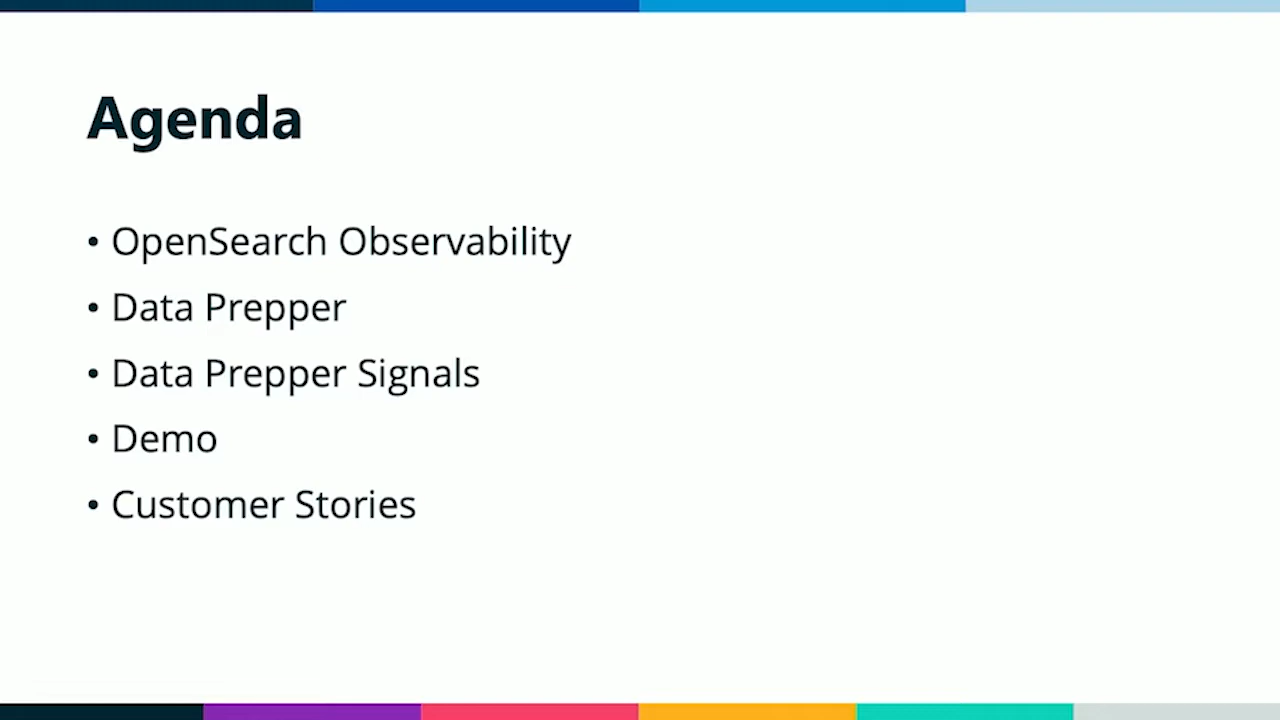 Agenda
• OpenSearch Observability
• Data Prepper
• Data Prepper Signals
• Demo
• Customer Stories